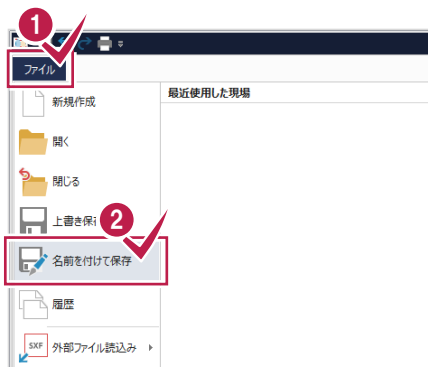 1
ファイル
最近使用した現場
新規作成
開く
閉じる
上書き保
2
名前を付けて保存
履歴
SXF 外部ファイル読込み